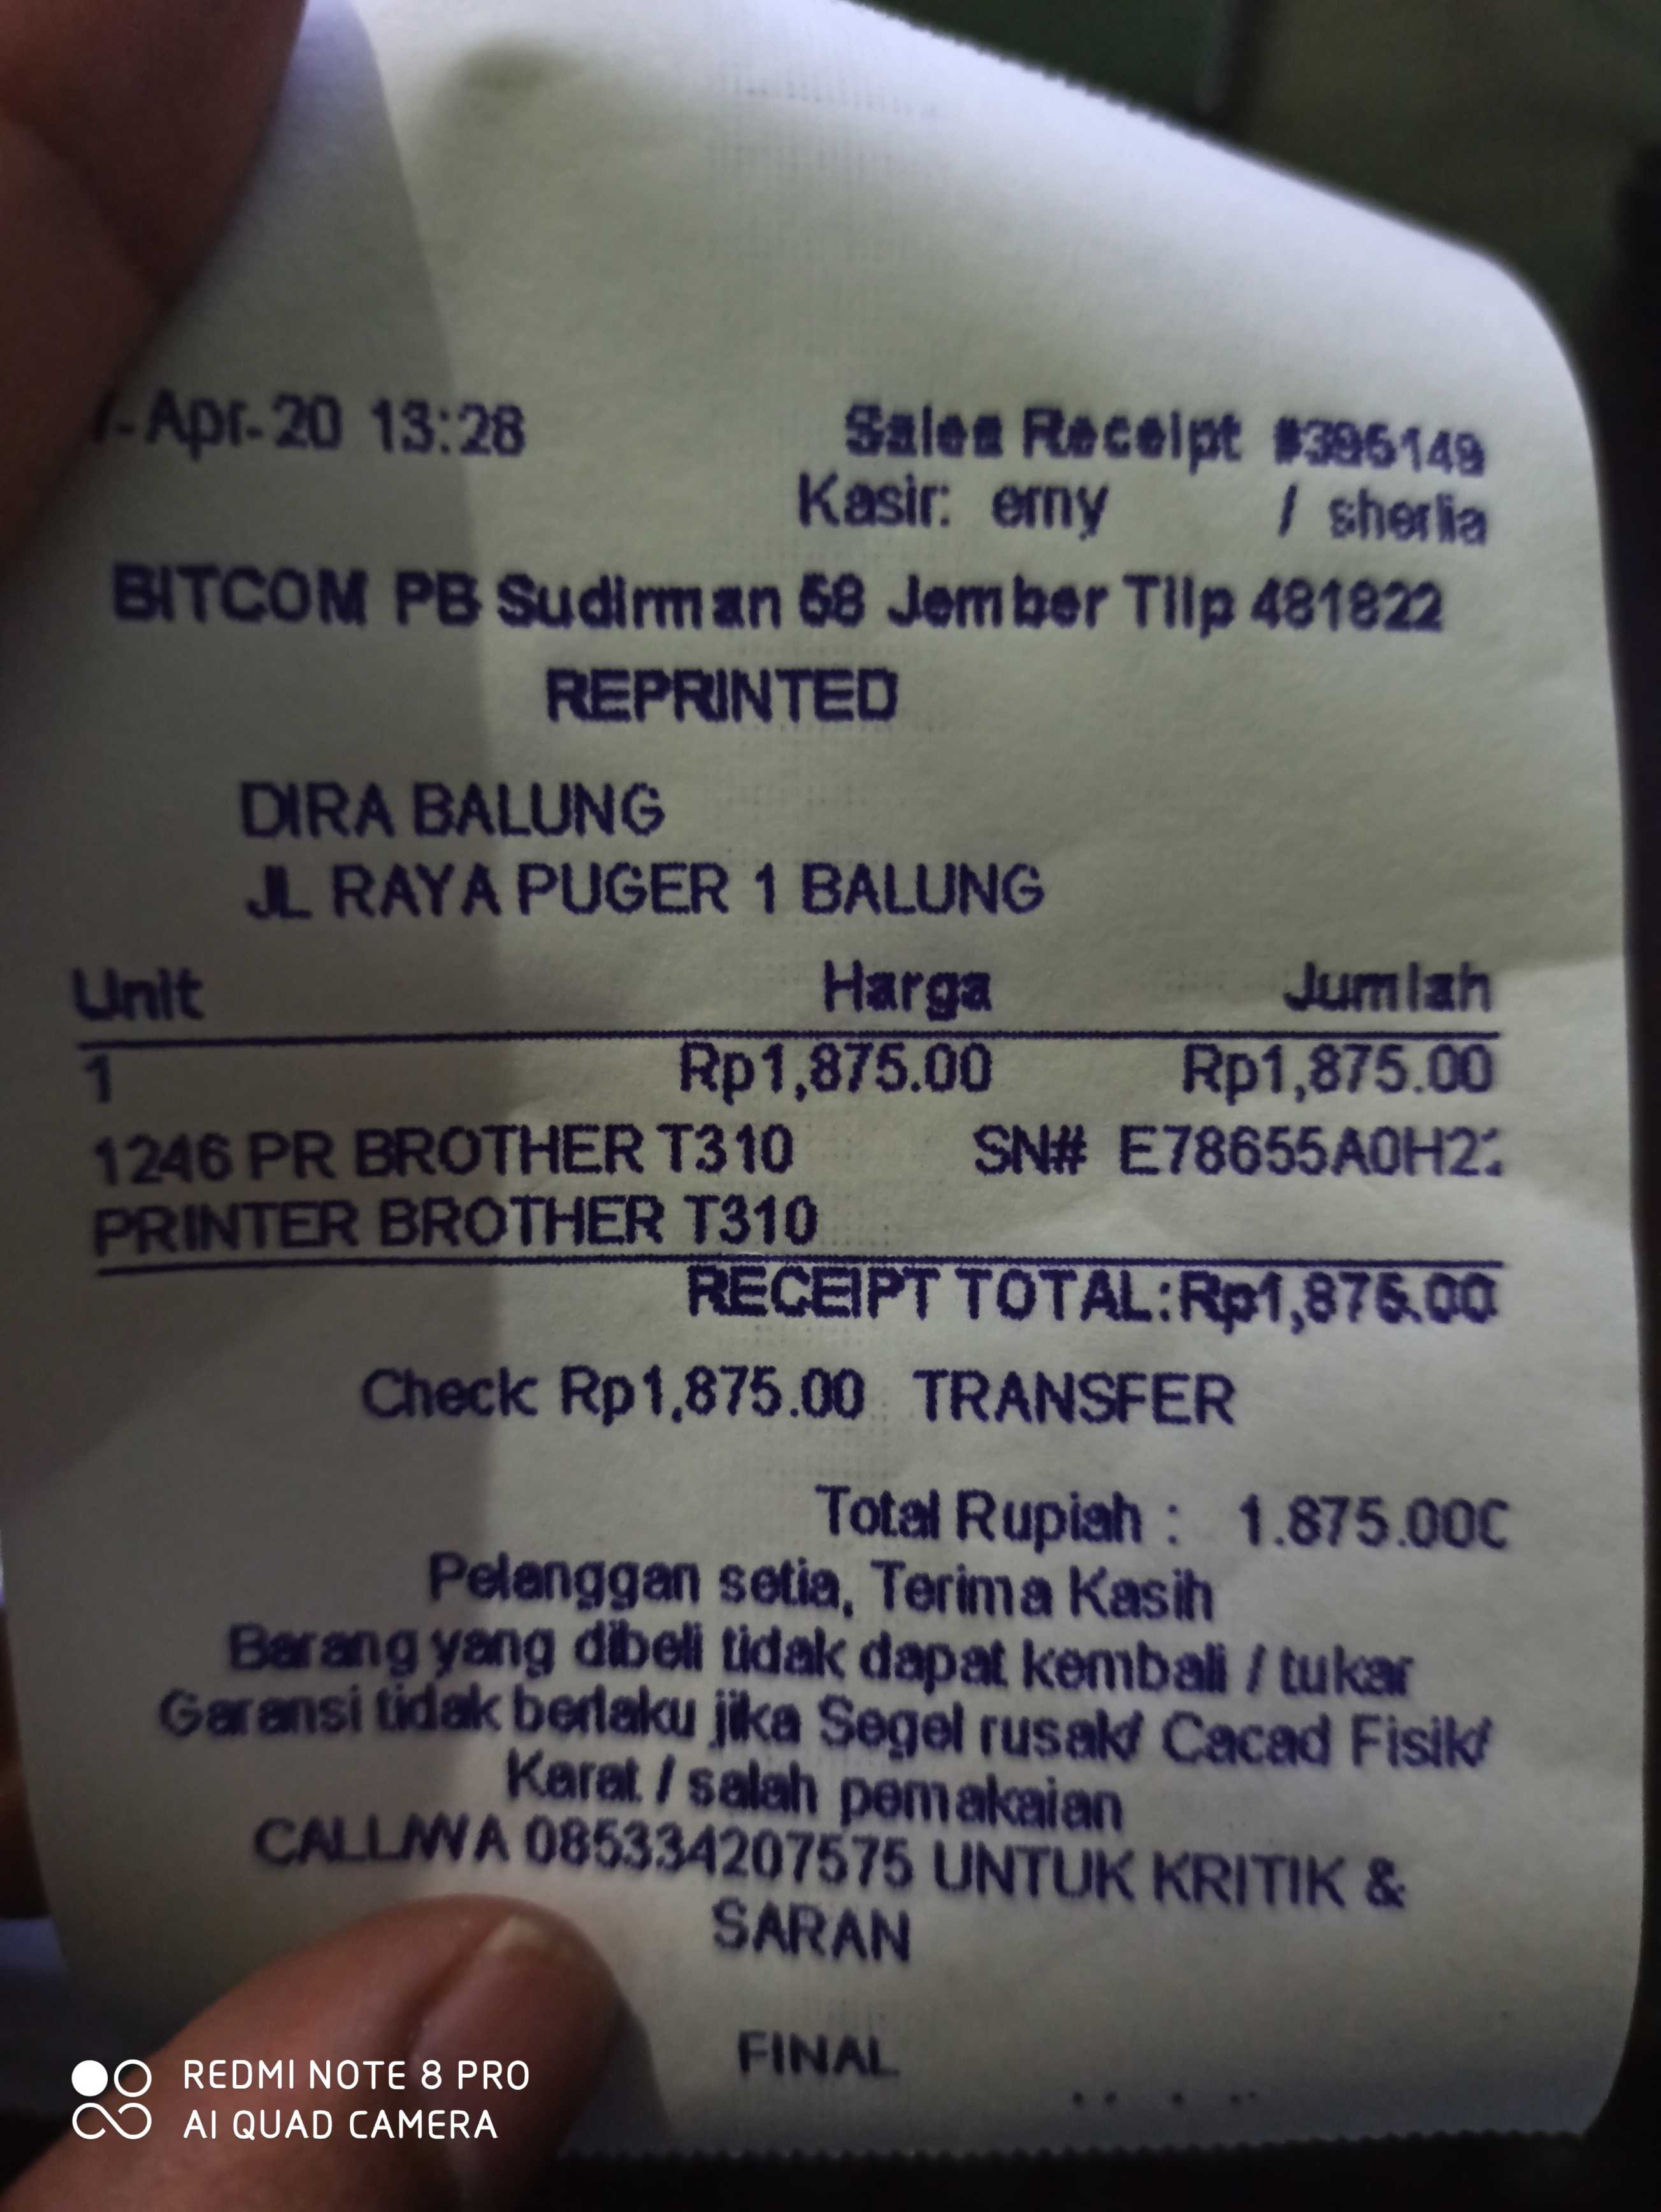 -Apr-20 13:28
Sales Receipt #395149
Kasir: erny / sherlia
BITCOM PB Sudirman 58 Jember Tllp 481822
REPRINTED
DIRA BALUNG
JL RAYA PUGER 1 BALUNG
Unit Harga Jumlah
1 Rp1,875.00 Rp1,875.00
1246 PR BROTHER T310 SN# E78655A0H2
PRINTER BROTHER T310
RECEIPT TOTAL: Rp1,875.00
Check Rp1,875.00 TRANSFER
Total Rupiah : 1.875.000
Pelanggan setia, Terima Kasih
Barang yang dibeli tidak dapat kembali / tukar
Garansi tidak berlaku jika Segel rusak/ Cacad Fisik/
Karat / salah pemakaian
CALL/WA 085334207575 UNTUK KRITIK &
SARAN
FINAL
REDMI NOTE 8 PRO
AI QUAD CAMERA